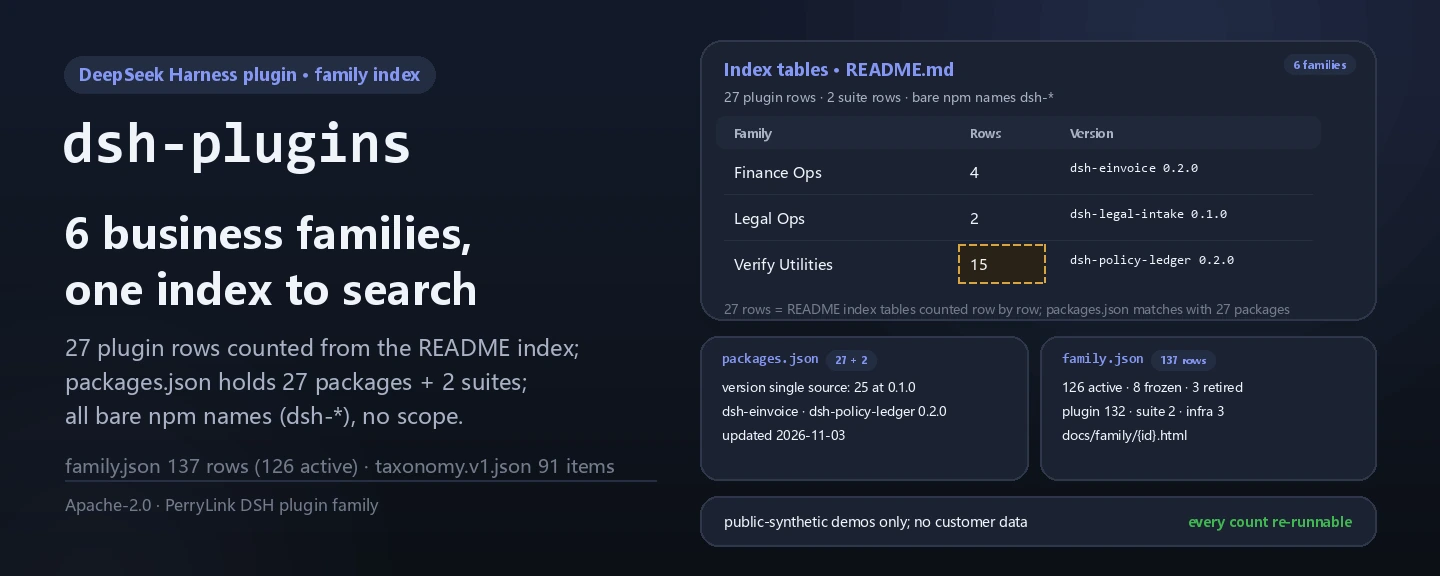 DeepSeek Harness plugin • family index
dsh-plugins
6 business families,
one index to search
27 plugin rows counted from the README index;
packages.json holds 27 packages + 2 suites;
all bare npm names (dsh-*), no scope.
family.json 137 rows (126 active) · taxonomy.v1.json 91 items
Apache-2.0 · PerryLink DSH plugin family
Index tables • README.md
6 families
27 plugin rows · 2 suite rows · bare npm names dsh-*
Family Rows Version
Finance Ops 4 dsh-einvoice 0.2.0
Legal Ops 2 dsh-legal-intake 0.1.0
Verify Utilities 15 dsh-policy-ledger 0.2.0
27 rows = README index tables counted row by row; packages.json matches with 27 packages
packages.json 27 + 2
version single source: 25 at 0.1.0
dsh-einvoice · dsh-policy-ledger 0.2.0
updated 2026-11-03
family.json 137 rows
126 active · 8 frozen · 3 retired
plugin 132 · suite 2 · infra 3
docs/family/{id}.html
public-synthetic demos only; no customer data
every count re-runnable